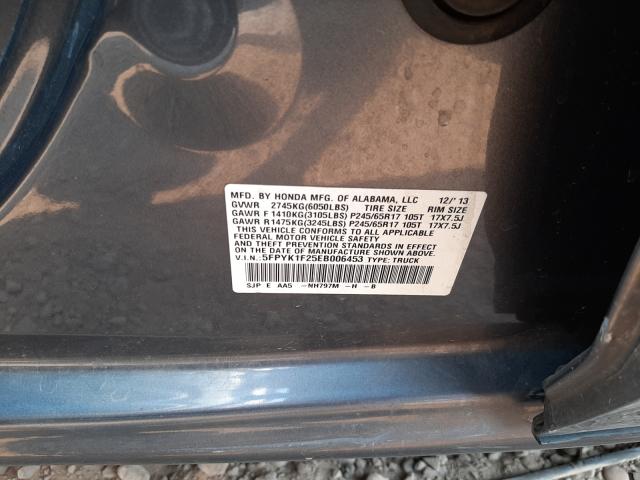 MFD. BY HONDA MFG. OF ALABAMA, LLC 12/'13
GVWR 2745KG(6050LBS) TIRE SIZE RIM SIZE
GAWR F 1410KG(3105LBS) P245/65R17 105T 17X7.5J
GAWR R1475KG(3245LBS) P245/65R17 105T 17X7.5J
THIS VEHICLE CONFORMS TO ALL APPLICABLE
FEDERAL MOTOR VEHICLE SAFETY
AND THEFT PREVENTION STANDARDS IN EFFECT
ON THE DATE OF MANUFACTURE SHOWN ABOVE.
V.I.N.:5FPYK1F25EB006453 TYPE: TRUCK
SJP E AA5 -NH797M -H -B